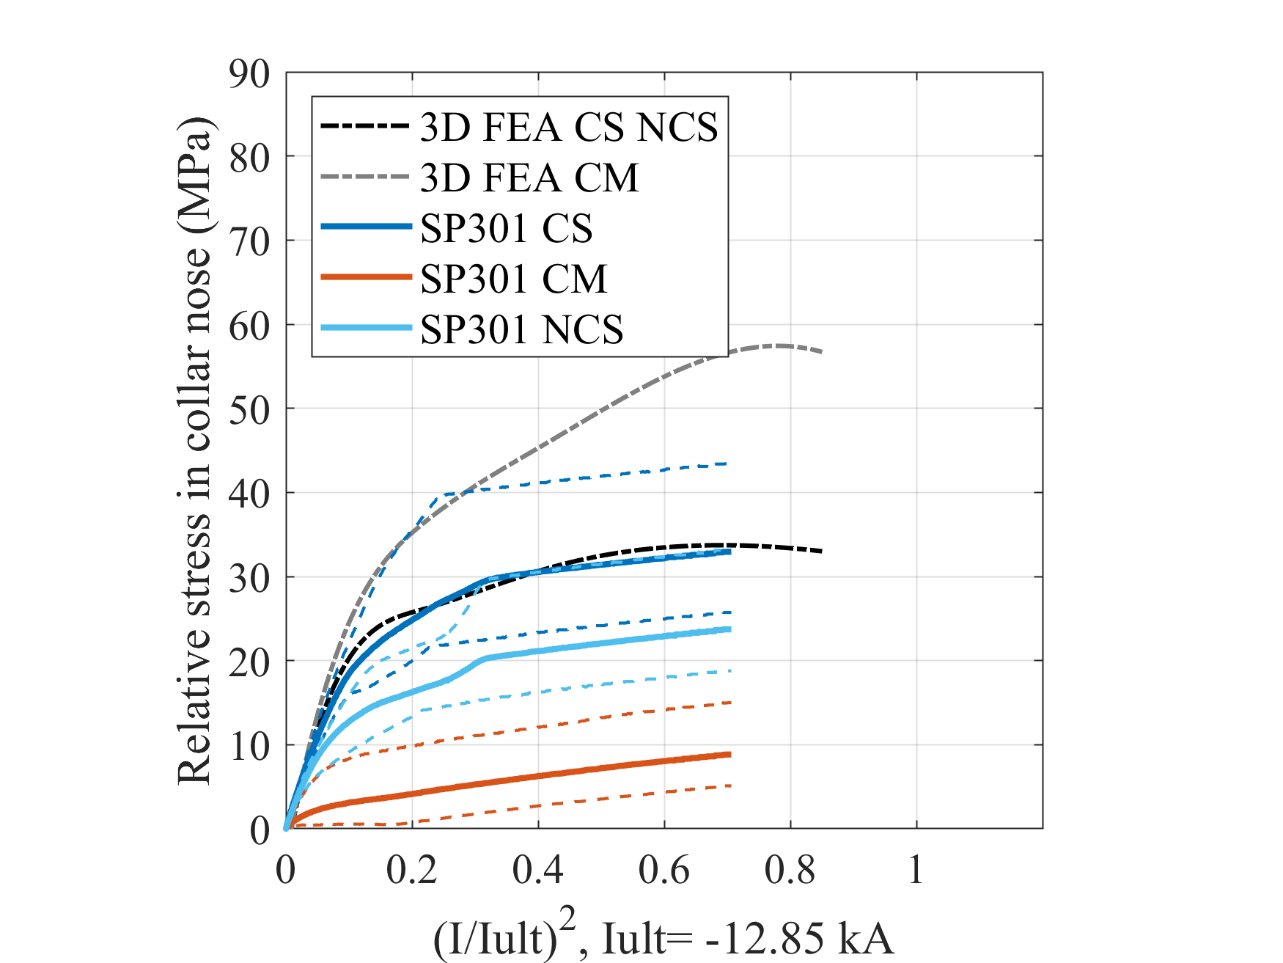 Relative stress in collar nose (MPa)
90
80
70
60
50
40
30
20
10
0
3D FEA CS NCS
3D FEA CM
SP301 CS
SP301 CM
SP301 NCS
0 0.2 0.4 0.6 0.8 1
(I/Iult)², Iult= -12.85 kA